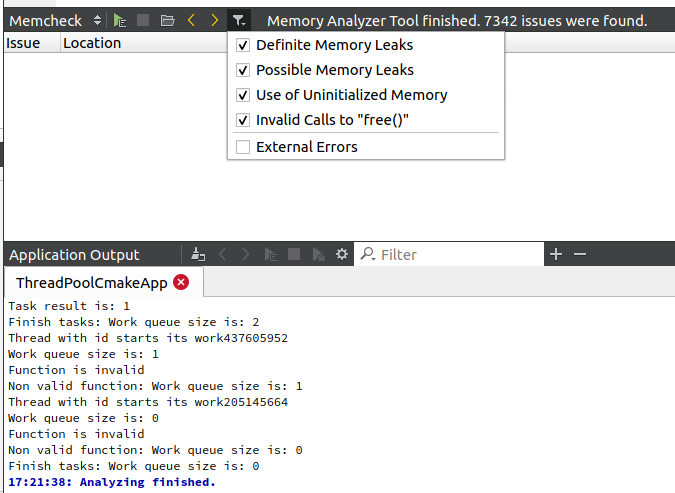 Memcheck Memory Analyzer Tool finished. 7342 issues were found.
Issue Location
Definite Memory Leaks
Possible Memory Leaks
Use of Uninitialized Memory
Invalid Calls to "free()"
External Errors
Application Output Filter
ThreadPoolCmakeApp
Task result is: 1
Finish tasks: Work queue size is: 2
Thread with id starts its work437605952
Work queue size is: 1
Function is invalid
Non valid function: Work queue size is: 1
Thread with id starts its work205145664
Work queue size is: 0
Function is invalid
Non valid function: Work queue size is: 0
Finish tasks: Work queue size is: 0
17:21:38: Analyzing finished.